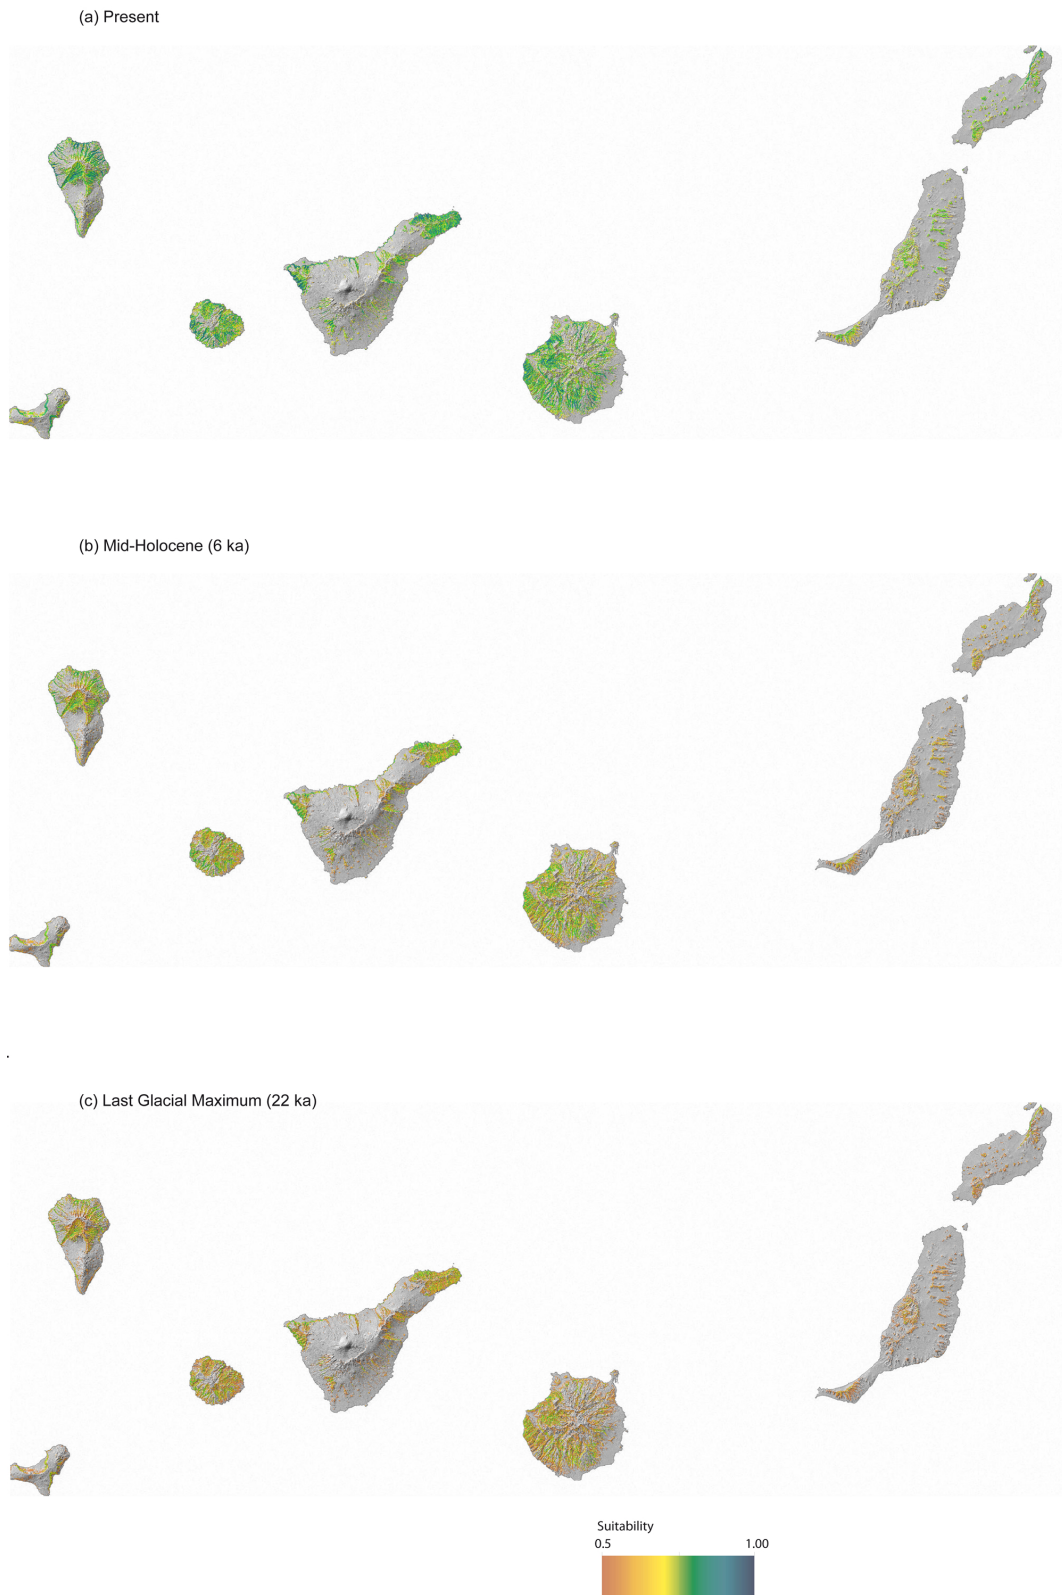 (a) Present
(b) Mid-Holocene (6 ka)
.
(c) Last Glacial Maximum (22 ka)
Suitability
0.5 1.00